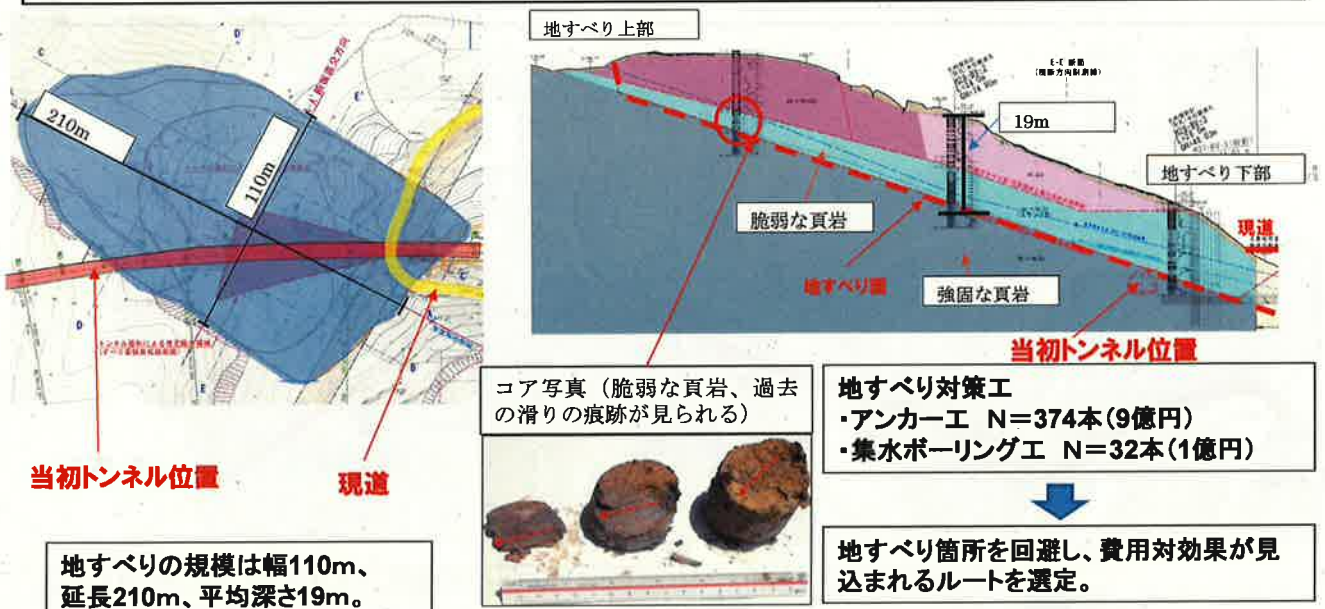 地すべり上部
210m
110m
19m
地すべり下部
現道
脆弱な頁岩
地すべり面
強固な頁岩
当初トンネル位置
当初トンネル位置
現道
コア写真（脆弱な頁岩、過去
の滑りの痕跡が見られる）
地すべり対策工
・アンカー工 N＝374本（9億円）
・集水ボーリング工 N＝32本（1億円）
地すべりの規模は幅110m、
延長210m、平均深さ19m。
地すべり箇所を回避し、費用対効果が見
込まれるルートを選定。